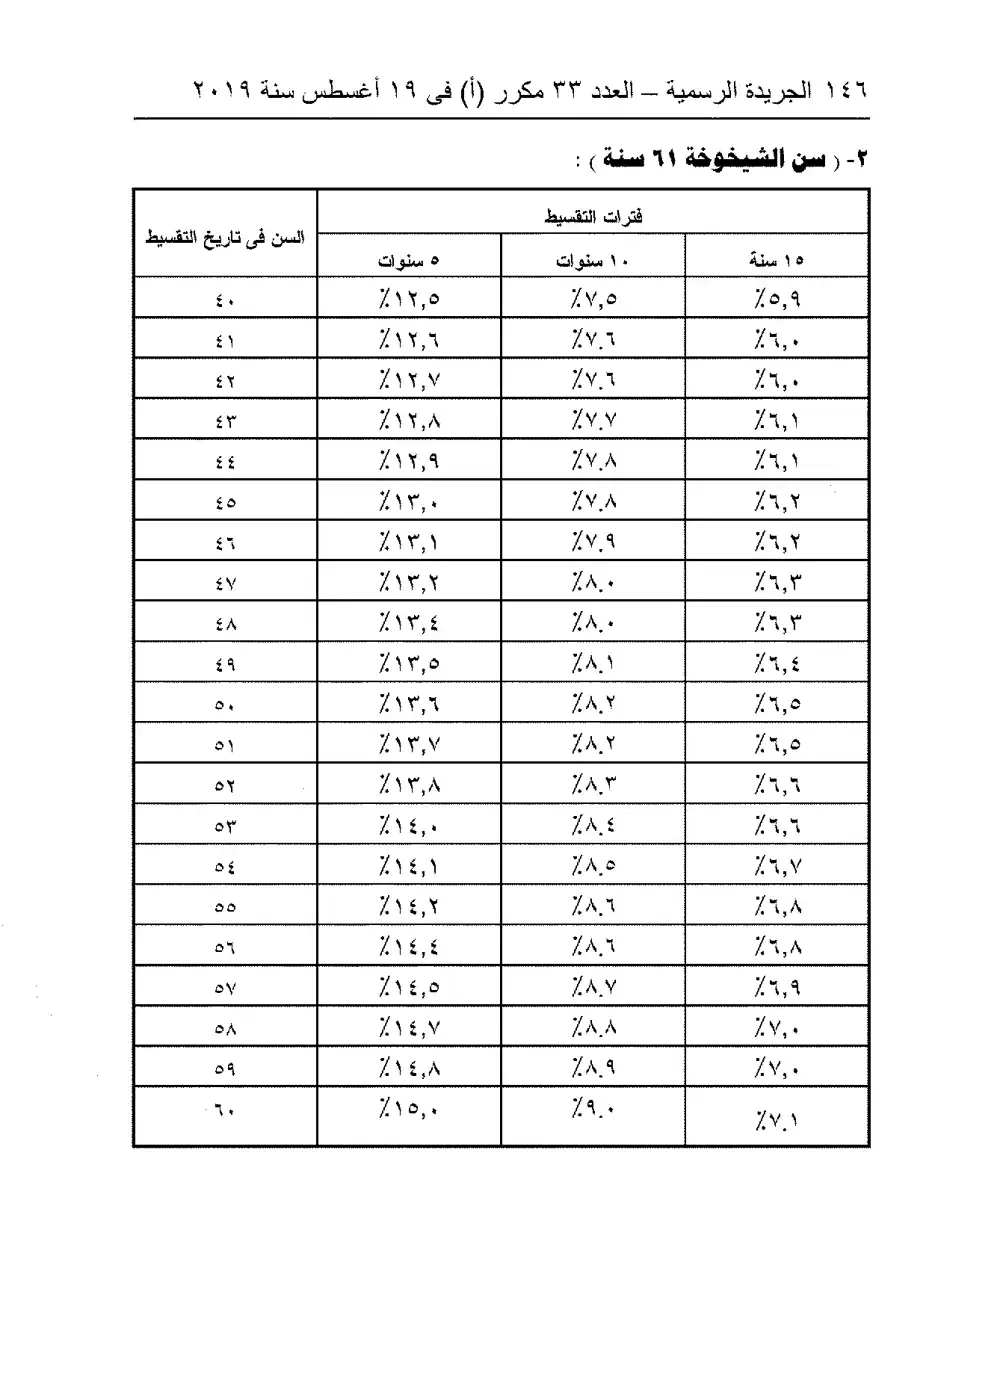 ١٤٦ الجريدة الرسمية – العدد ٣٣ مكرر (أ) فى ١٩ أغسطس سنة ٢٠١٩
٢- ( سن الشيخوخة ٦١ سنة ) :
فترات التقسيط
السن فى تاريخ التقسيط
١٥ سنة ١٠ سنوات ٥ سنوات
٥,٩٪ ٧,٥٪ ١٢,٥٪ ٤٠
٦,٠٪ ٧.٦٪ ١٢,٦٪ ٤١
٦,٠٪ ٧.٦٪ ١٢,٧٪ ٤٢
٦,١٪ ٧.٧٪ ١٢,٨٪ ٤٣
٦,١٪ ٧.٨٪ ١٢,٩٪ ٤٤
٦,٢٪ ٧.٨٪ ١٣,٠٪ ٤٥
٦,٢٪ ٧.٩٪ ١٣,١٪ ٤٦
٦,٣٪ ٨.٠٪ ١٣,٢٪ ٤٧
٦,٣٪ ٨.٠٪ ١٣,٤٪ ٤٨
٦,٤٪ ٨.١٪ ١٣,٥٪ ٤٩
٦,٥٪ ٨.٢٪ ١٣,٦٪ ٥٠
٦,٥٪ ٨.٢٪ ١٣,٧٪ ٥١
٦,٦٪ ٨.٣٪ ١٣,٨٪ ٥٢
٦,٦٪ ٨.٤٪ ١٤,٠٪ ٥٣
٦,٧٪ ٨.٥٪ ١٤,١٪ ٥٤
٦,٨٪ ٨.٦٪ ١٤,٢٪ ٥٥
٦,٨٪ ٨.٦٪ ١٤,٤٪ ٥٦
٦,٩٪ ٨.٧٪ ١٤,٥٪ ٥٧
٧,٠٪ ٨.٨٪ ١٤,٧٪ ٥٨
٧,٠٪ ٨.٩٪ ١٤,٨٪ ٥٩
٧.١٪ ٩.٠٪ ١٥,٠٪ ٦٠